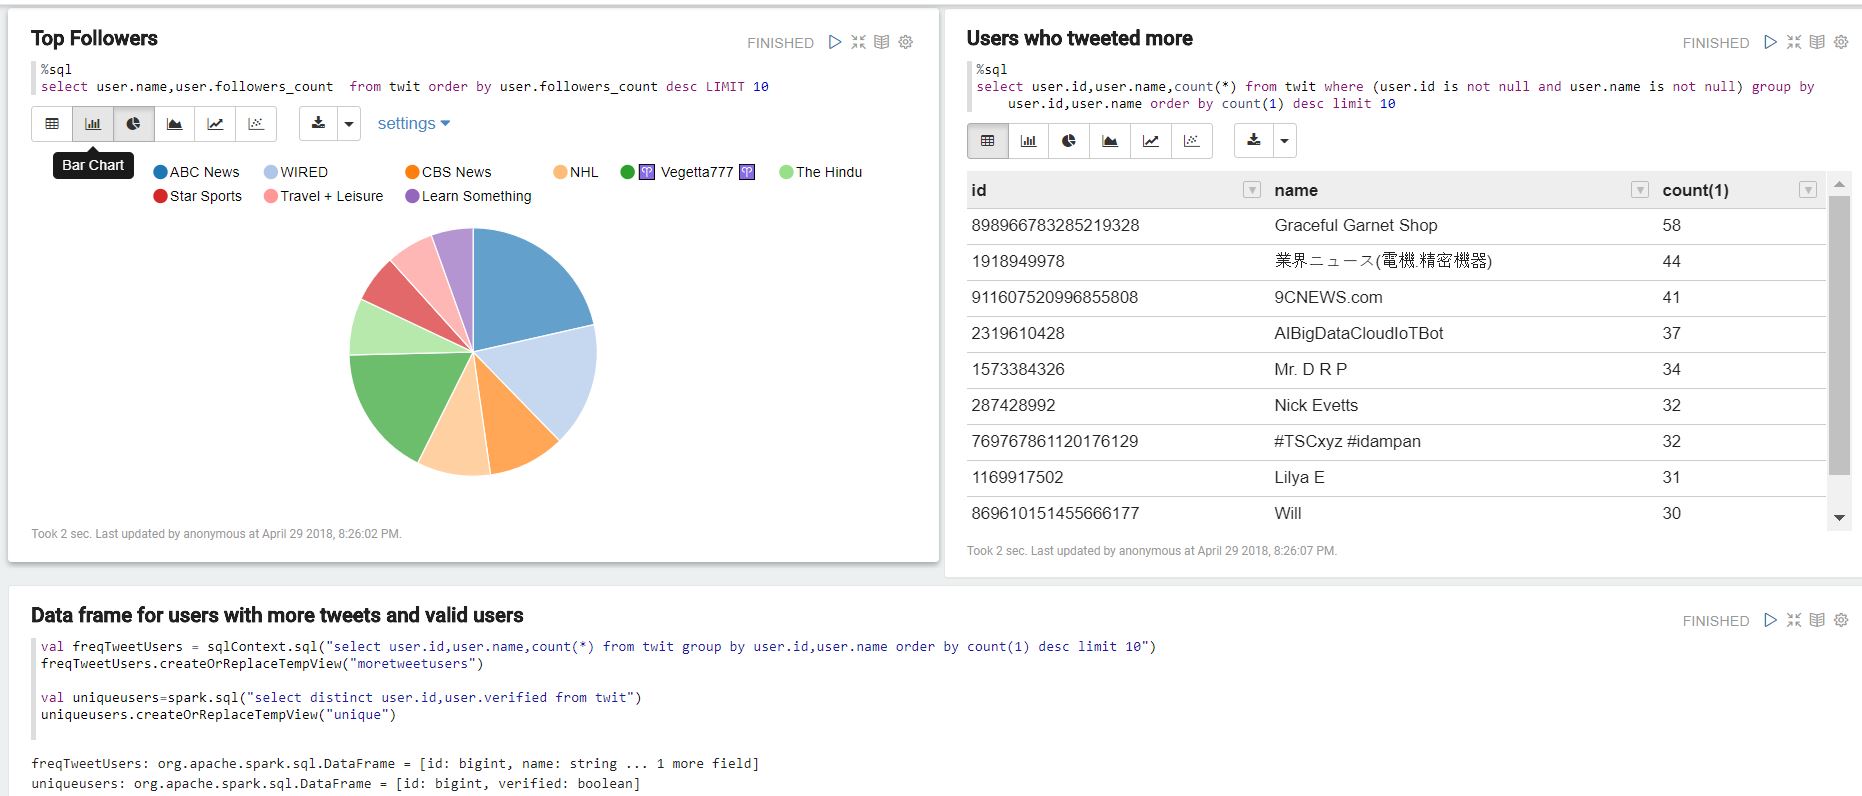 Top Followers
FINISHED
%sql
select user.name,user.followers_count  from twit order by user.followers_count desc LIMIT 10
settings
Bar Chart
ABC News WIRED CBS News NHL ♈ Vegetta777 ♈ The Hindu
Star Sports Travel + Leisure Learn Something
Took 2 sec. Last updated by anonymous at April 29 2018, 8:26:02 PM.
Users who tweeted more
FINISHED
%sql
select user.id,user.name,count(*) from twit where (user.id is not null and user.name is not null) group by
user.id,user.name order by count(1) desc limit 10
id name count(1)
898966783285219328 Graceful Garnet Shop 58
1918949978 業界ニュース(電機.精密機器) 44
911607520996855808 9CNEWS.com 41
2319610428 AIBigDataCloudIoTBot 37
1573384326 Mr. D R P 34
287428992 Nick Evetts 32
769767861120176129 #TSCxyz #idampan 32
1169917502 Lilya E 31
869610151455666177 Will 30
Took 2 sec. Last updated by anonymous at April 29 2018, 8:26:07 PM.
Data frame for users with more tweets and valid users
FINISHED
val freqTweetUsers = sqlContext.sql("select user.id,user.name,count(*) from twit group by user.id,user.name order by count(1) desc limit 10")
freqTweetUsers.createOrReplaceTempView("moretweetusers")
val uniqueusers=spark.sql("select distinct user.id,user.verified from twit")
uniqueusers.createOrReplaceTempView("unique")
freqTweetUsers: org.apache.spark.sql.DataFrame = [id: bigint, name: string ... 1 more field]
uniqueusers: org.apache.spark.sql.DataFrame = [id: bigint, verified: boolean]